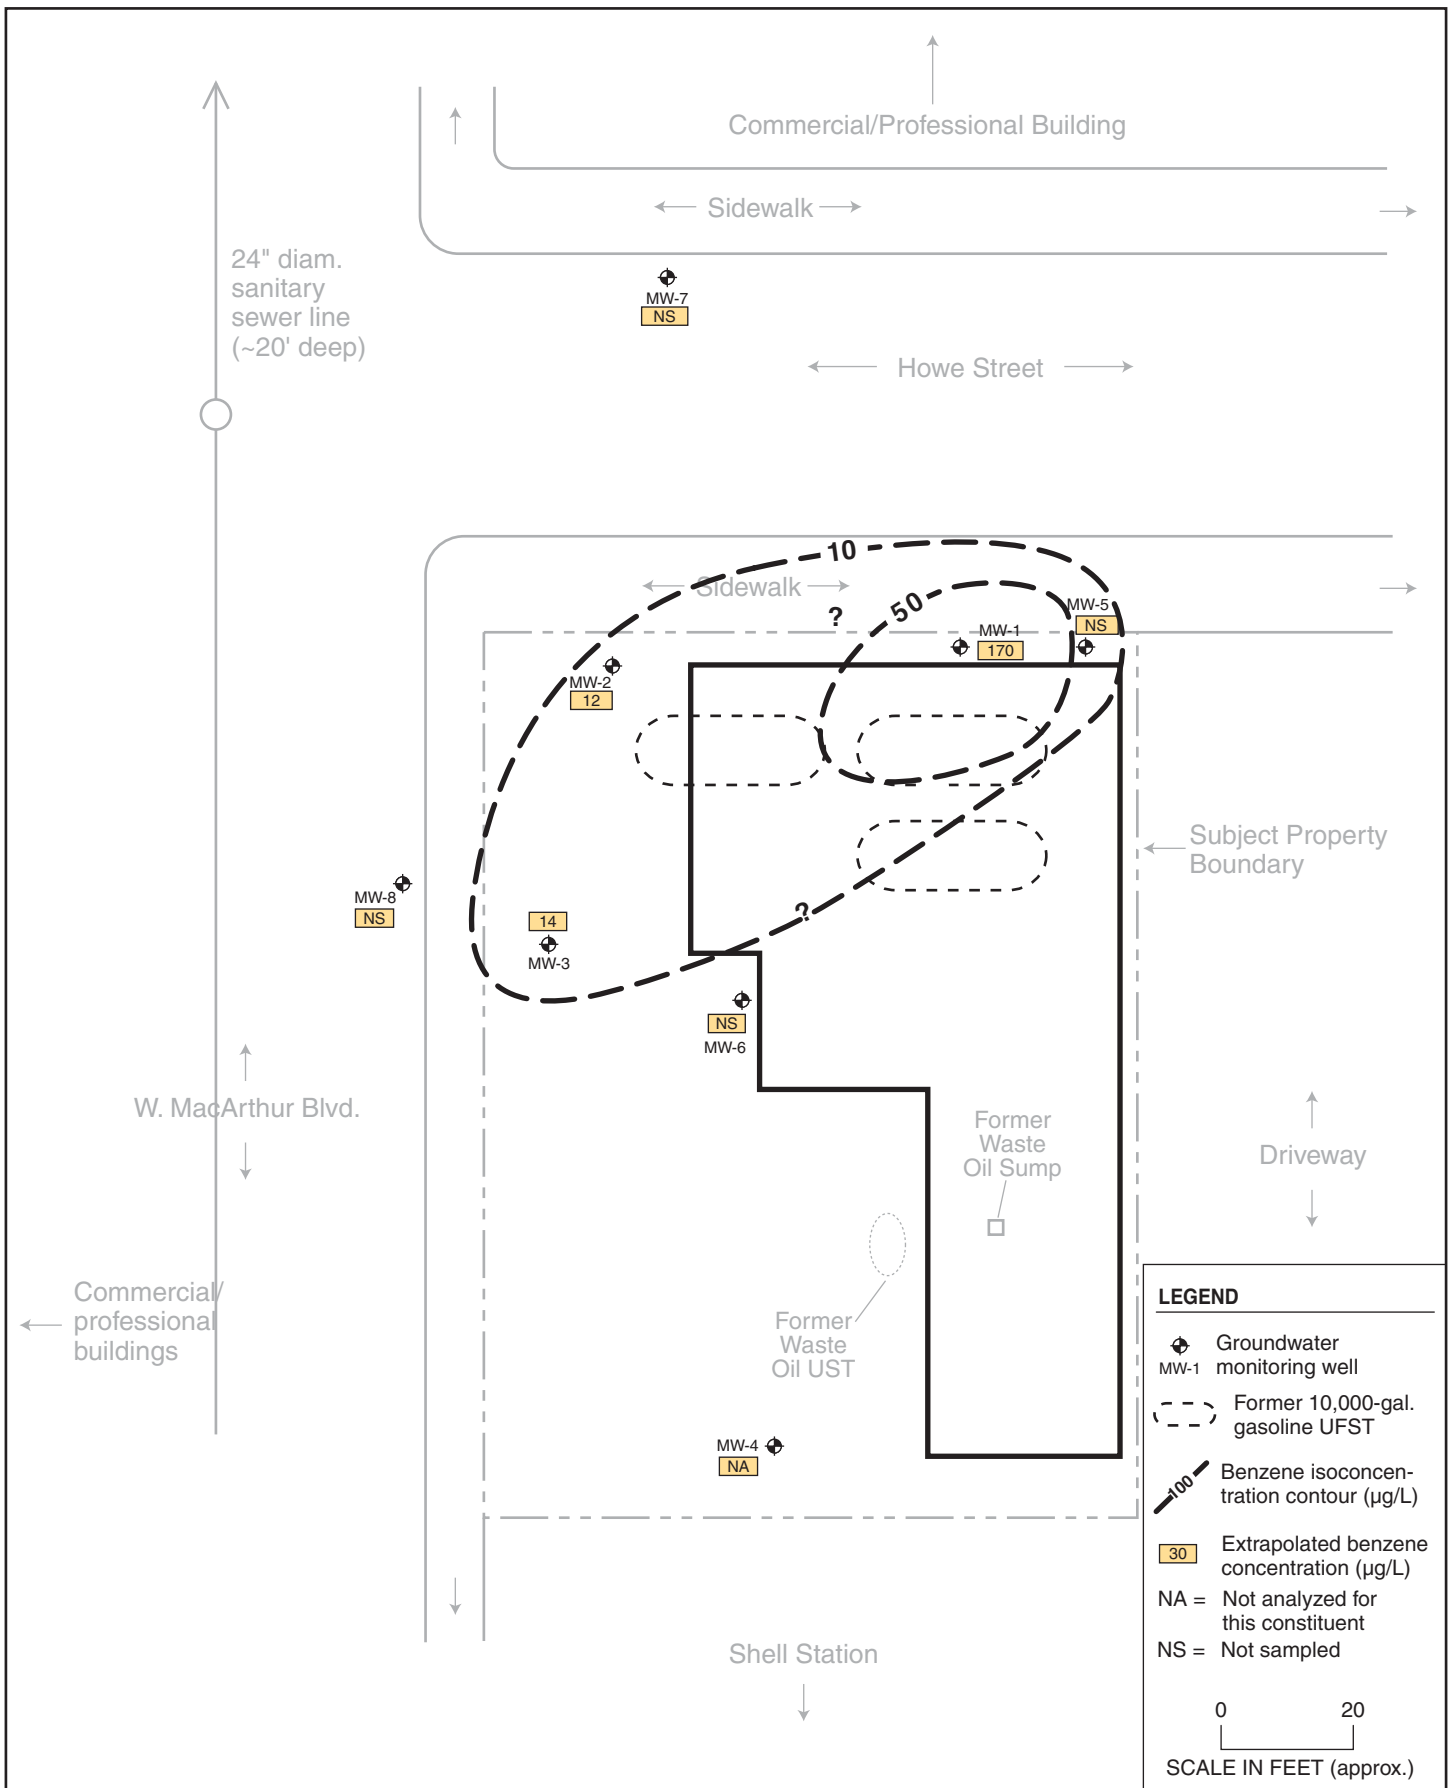 Commercial/Professional Building
Sidewalk
24" diam.
sanitary
sewer line
(~20' deep)
MW-7
NS
Howe Street
10
Sidewalk
?
50
MW-5
NS
MW-1
170
MW-2
12
Subject Property
Boundary
MW-8
NS
14
MW-3
?
NS
MW-6
W. MacArthur Blvd.
Former
Waste
Oil Sump
Driveway
Commercial/
professional
buildings
Former
Waste
Oil UST
MW-4
NA
Shell Station
LEGEND
MW-1
Groundwater
monitoring well
Former 10,000-gal.
gasoline UFST
100
Benzene isoconcen-
tration contour (µg/L)
30
Extrapolated benzene
concentration (µg/L)
NA = Not analyzed for
this constituent
NS = Not sampled
0 20
SCALE IN FEET (approx.)